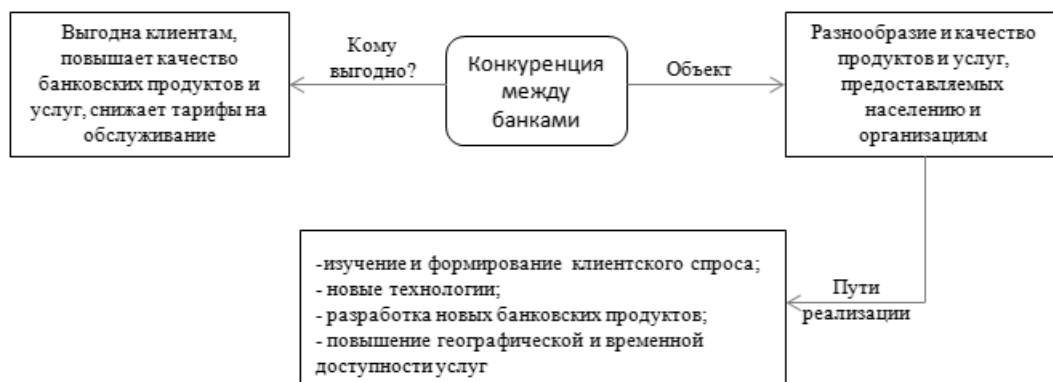 Выгодна клиентам,
повышает качество
банковских продуктов и
услуг, снижает тарифы на
обслуживание
Кому
выгодно?
Конкуренция
между
банками
Объект
Разнообразие и качество
продуктов и услуг,
предоставляемых
населению и
организациям
-изучение и формирование клиентского спроса;
- новые технологии;
- разработка новых банковских продуктов;
- повышение географической и временной
доступности услуг
Пути
реализации